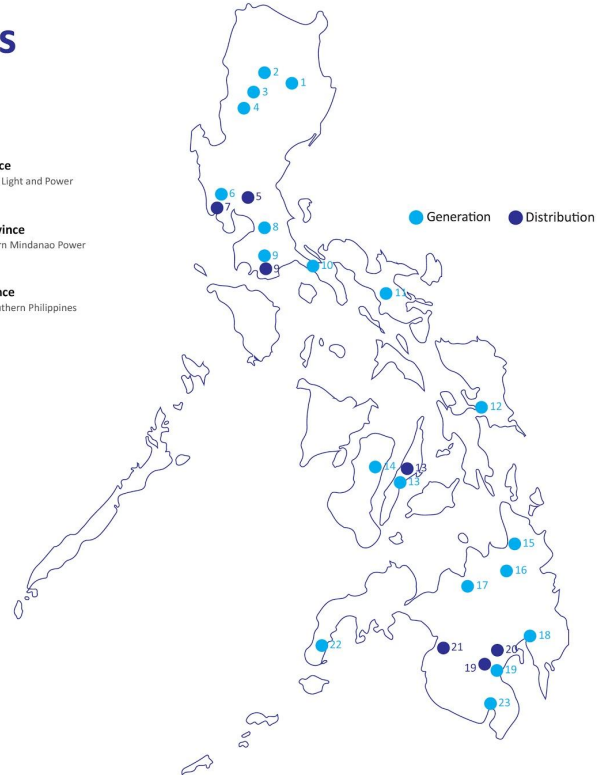 s
ce
Light and Power
vince
rn Mindanao Power
nce
uthern Philippines
Generation
Distribution
2
1
3
4
6
5
7
8
9
9
10
11
12
14
13
13
15
16
17
18
22
21
20
19
19
23